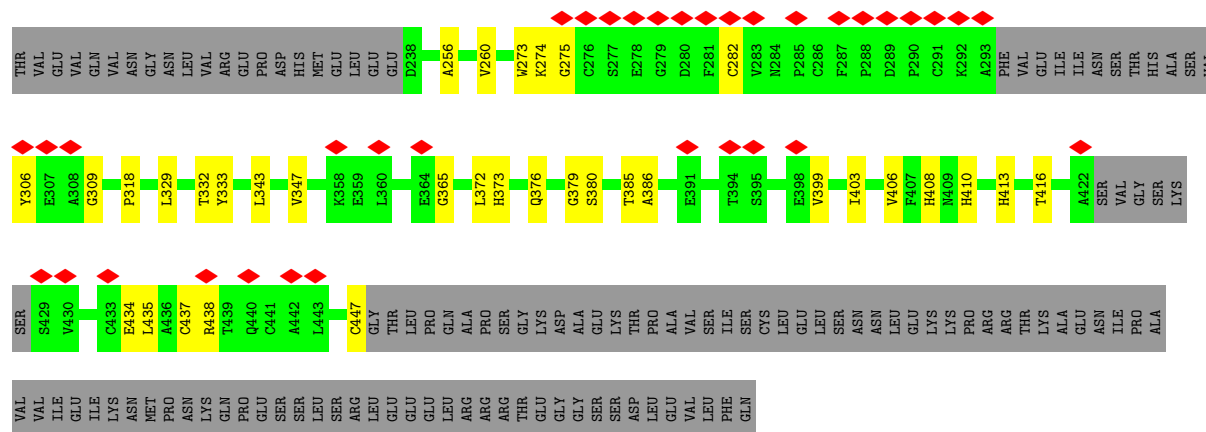 THR VAL GLU VAL GLN VAL ASN GLY ASN LEU VAL ARG GLU PRO ASP HIS MET GLU LEU GLU GLU D238 A256 V260 W273 K274 G275 C276 S277 E278 G279 D280 F281 C282 V283 N284 P285 C286 F287 P288 D289 P290 C291 K292 A293 PHE VAL GLU ILE ILE ASN SER THR HIS ALA SER VAL
Y306 E307 A308 G309 P318 L329 T332 Y333 L343 V347 K358 E359 L360 E364 G365 L372 H373 Q376 G379 S380 T385 A386 E391 T394 S395 E398 V399 I403 V406 F407 H408 N409 H410 H413 T416 A422 SER VAL GLY SER LYS
SER S429 V430 C433 E434 L435 A436 C437 R438 T439 Q440 C441 A442 L443 C447 GLY THR LEU PRO GLN ALA PRO SER GLY LYS ASP ALA GLU LYS THR PRO ALA VAL SER ILE SER CYS LEU GLU LEU SER ASN ASN LEU GLU LYS LYS PRO ARG ARG THR LYS ALA GLU ASN ILE PRO ALA
VAL VAL ILE GLU ILE LYS ASN MET PRO ASN LYS GLN PRO GLU SER SER LEU SER ARG LEU GLU GLU GLU LEU ARG ARG ARG THR GLU GLY GLY SER SER ASP LEU GLU VAL LEU PHE GLN